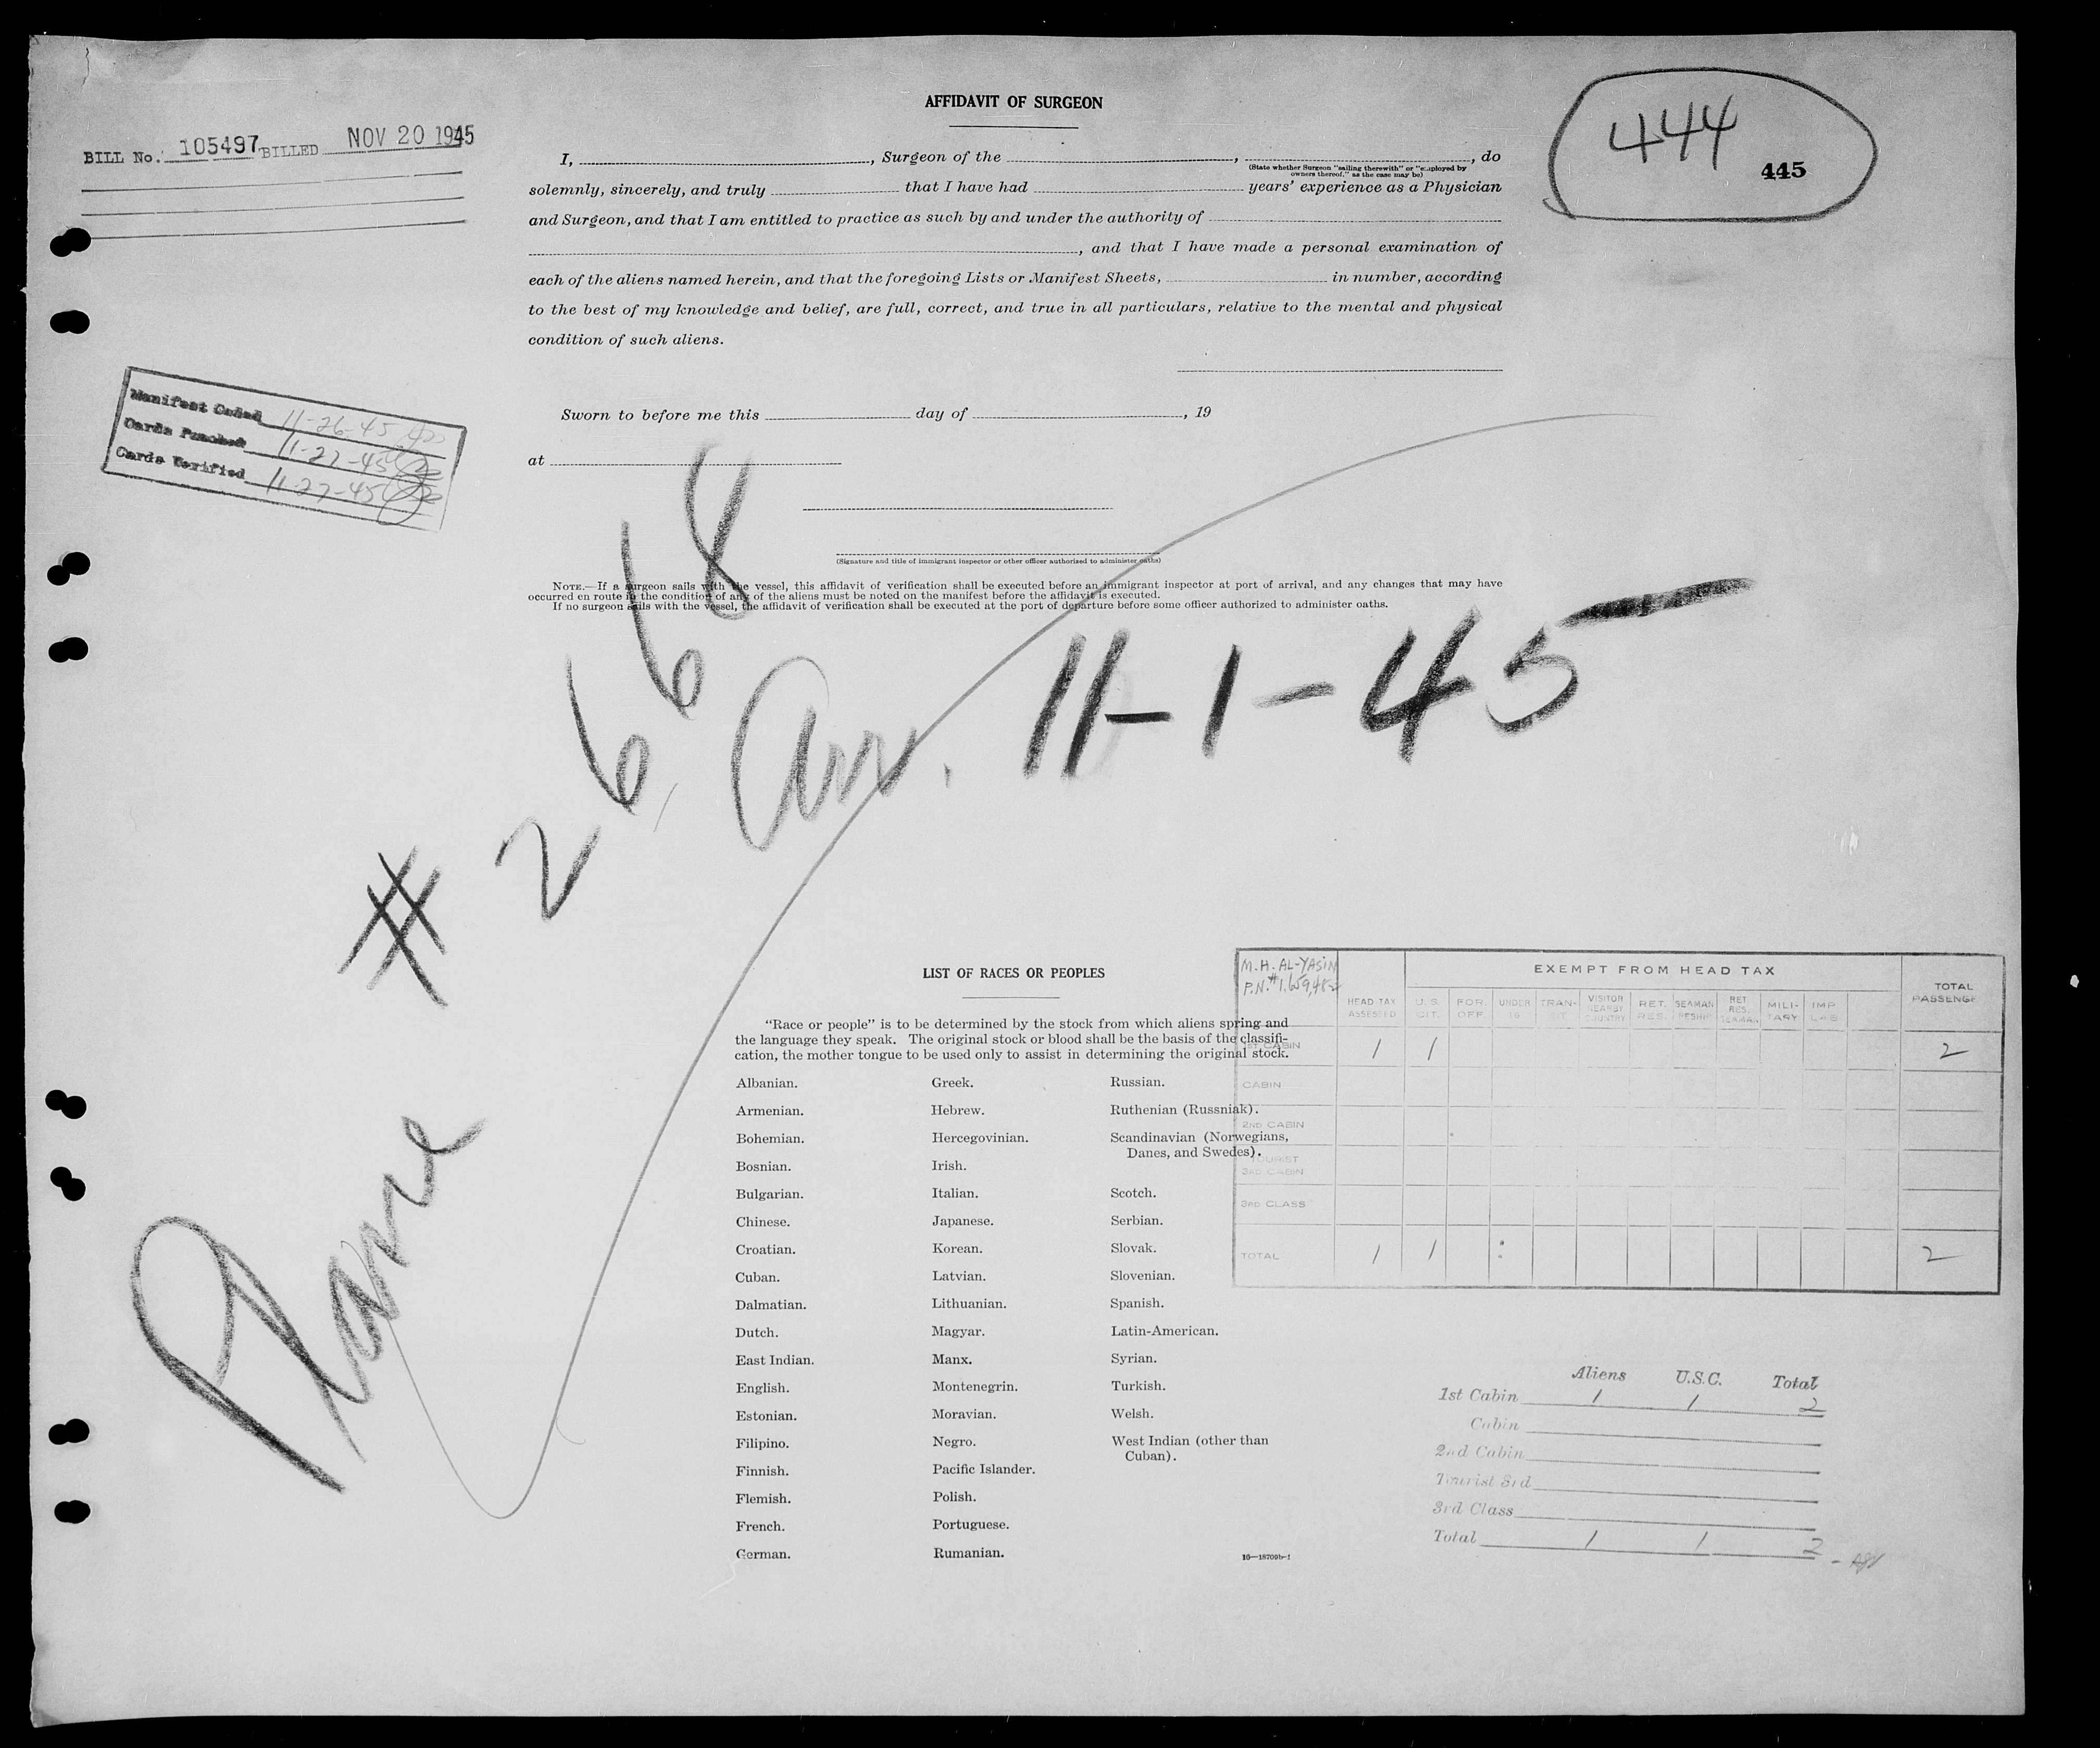 AFFIDAVIT OF SURGEON
444
445
BILL No. 105497 BILLED NOV 20 1945
I, , Surgeon of the , , do
(State whether Surgeon "sailing therewith" or "employed by
owners thereof," as the case may be)
solemnly, sincerely, and truly that I have had years' experience as a Physician
and Surgeon, and that I am entitled to practice as such by and under the authority of
, and that I have made a personal examination of
each of the aliens named herein, and that the foregoing Lists or Manifest Sheets, in number, according
to the best of my knowledge and belief, are full, correct, and true in all particulars, relative to the mental and physical
condition of such aliens.
Manifest Coded 11-26-45
Cards Punched 11-27-45
Cards Verified 11-27-45
Sworn to before me this day of , 19
at
(Signature and title of immigrant inspector or other officer authorized to administer oaths)
NOTE.—If a surgeon sails with the vessel, this affidavit of verification shall be executed before an immigrant inspector at port of arrival, and any changes that may have
occurred en route in the condition of any of the aliens must be noted on the manifest before the affidavit is executed.
If no surgeon sails with the vessel, the affidavit of verification shall be executed at the port of departure before some officer authorized to administer oaths.
Plane # 2668
Arr. 11-1-45
LIST OF RACES OR PEOPLES
"Race or people" is to be determined by the stock from which aliens spring and
the language they speak. The original stock or blood shall be the basis of the classifi-
cation, the mother tongue to be used only to assist in determining the original stock.
Albanian. Greek. Russian.
Armenian. Hebrew. Ruthenian (Russniak).
Bohemian. Hercegovinian. Scandinavian (Norwegians,
Danes, and Swedes).
Bosnian. Irish.
Bulgarian. Italian. Scotch.
Chinese. Japanese. Serbian.
Croatian. Korean. Slovak.
Cuban. Latvian. Slovenian.
Dalmatian. Lithuanian. Spanish.
Dutch. Magyar. Latin-American.
East Indian. Manx. Syrian.
English. Montenegrin. Turkish.
Estonian. Moravian. Welsh.
Filipino. Negro. West Indian (other than
Cuban).
Finnish. Pacific Islander.
Flemish. Polish.
French. Portuguese.
German. Rumanian.
16—18709b-1
M.H. AL-YASIN
P.N.
EXEMPT FROM HEAD TAX
HEAD TAX ASSESSED U.S. CIT. FOR. OFF. UNDER 16 TRAN-SIT VISITOR NEARBY COUNTRY RET. RES. SEAMAN RESHIP RET RES. SEAMAN MILI-TARY IMP LAB TOTAL PASSENGE
1ST CABIN 1 1 2
CABIN
2ND CABIN
TOURIST
3RD CABIN
3RD CLASS
TOTAL 1 1 2
Aliens U.S.C. Total
1st Cabin 1 1 2
Cabin
2nd Cabin
Tourist 3rd
3rd Class
Total 1 1 2